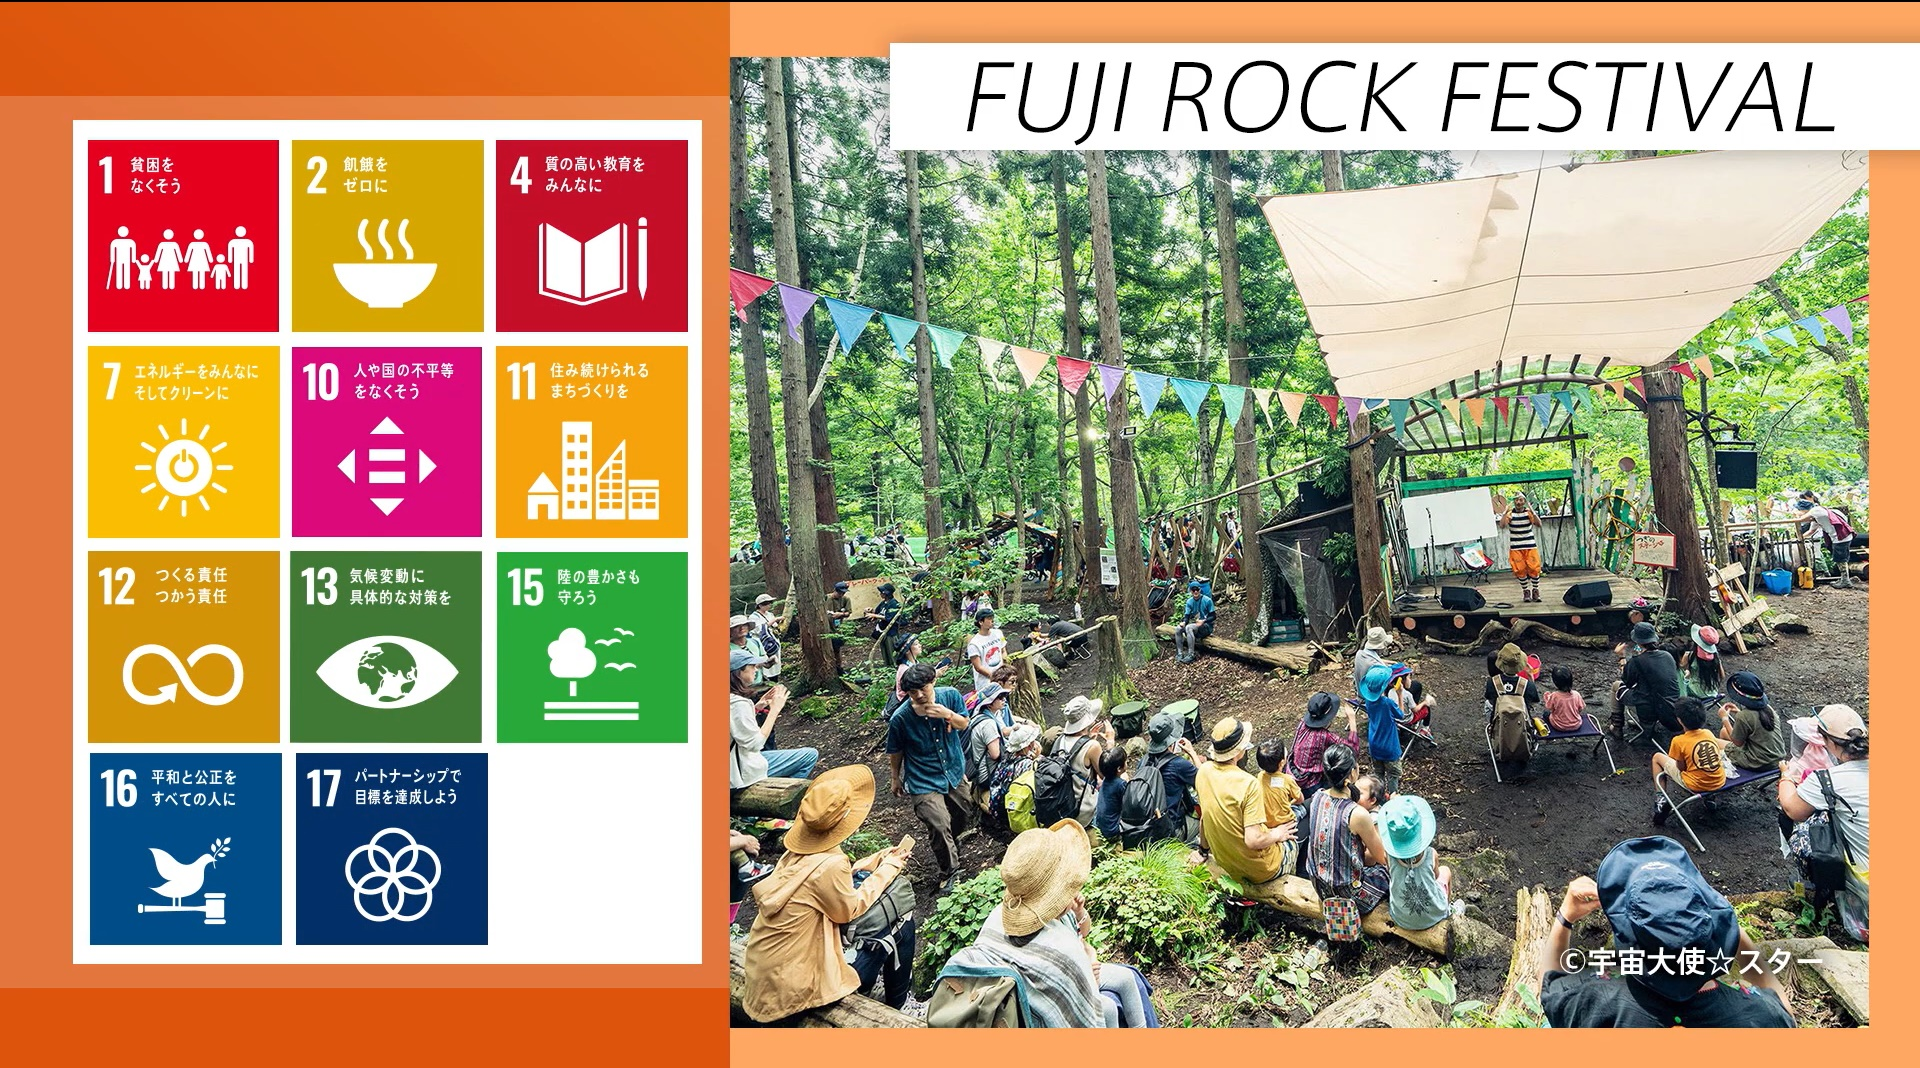 FUJI ROCK FESTIVAL
1 貧困を
なくそう
2 飢餓を
ゼロに
4 質の高い教育を
みんなに
7 エネルギーをみんなに
そしてクリーンに
10 人や国の不平等
をなくそう
11 住み続けられる
まちづくりを
12 つくる責任
つかう責任
13 気候変動に
具体的な対策を
15 陸の豊かさも
守ろう
16 平和と公正を
すべての人に
17 パートナーシップで
目標を達成しよう
©宇宙大使☆スター